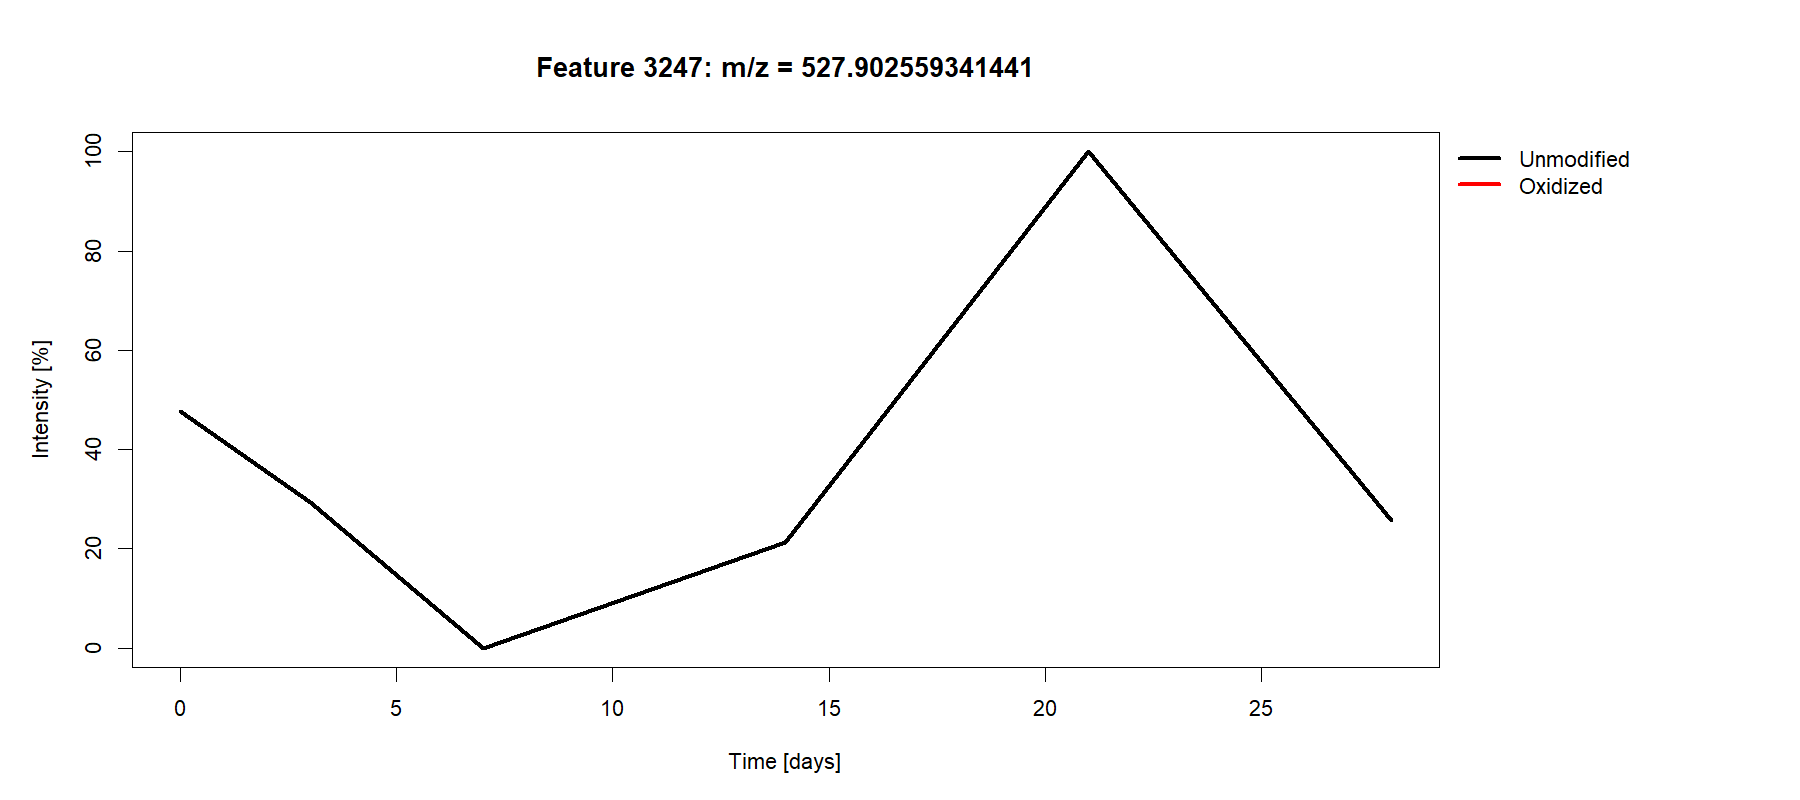 Feature 3247: m/z = 527.902559341441
Unmodified
Oxidized
Intensity [%]
100
80
60
40
20
0
0 5 10 15 20 25
Time [days]